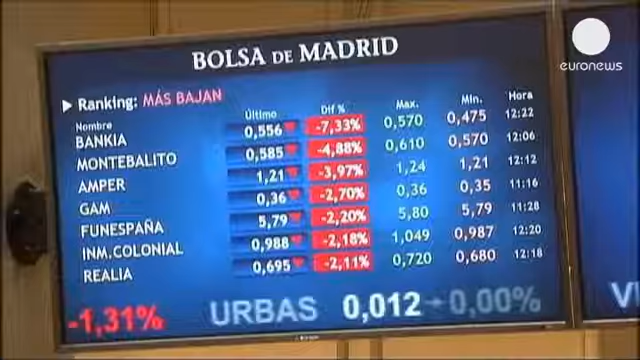 BOLSA DE MADRID
euronews
Ranking: MÁS BAJAN
Nombre Último Dif % Max. Min. Hora
BANKIA 0,556 -7,33% 0,570 0,475 12:22
MONTEBALITO 0,585 -4,88% 0,610 0,570 12:06
AMPER 1,21 -3,97% 1,24 1,21 12:12
GAM 0,36 -2,70% 0,36 0,35 11:16
FUNESPAÑA 5,79 -2,20% 5,80 5,79 11:28
INM.COLONIAL 0,988 -2,18% 1,049 0,987 12:20
REALIA 0,695 -2,11% 0,720 0,680 12:18
-1,31% URBAS 0,012 0,00%